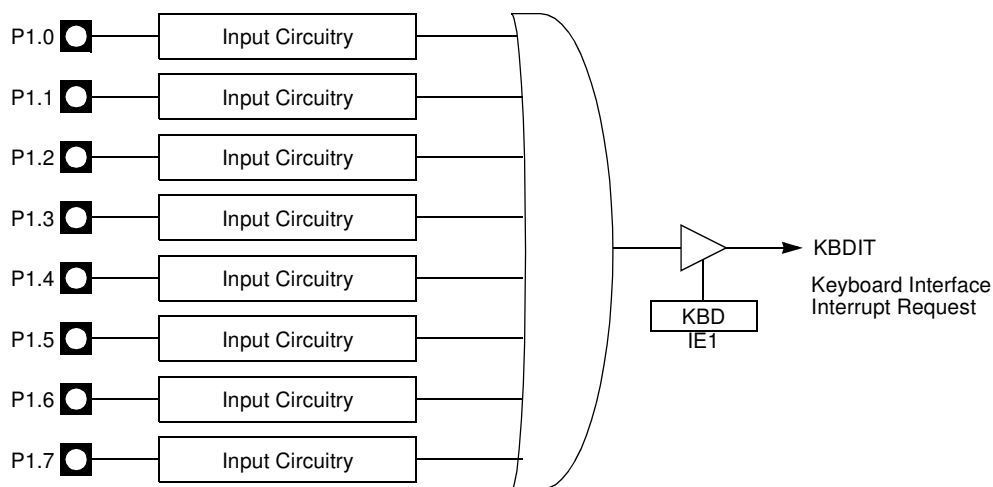 P1.0 Input Circuitry
P1.1 Input Circuitry
P1.2 Input Circuitry
P1.3 Input Circuitry
P1.4 Input Circuitry
P1.5 Input Circuitry
P1.6 Input Circuitry
P1.7 Input Circuitry
KBDIT
Keyboard Interface
Interrupt Request
KBD
IE1